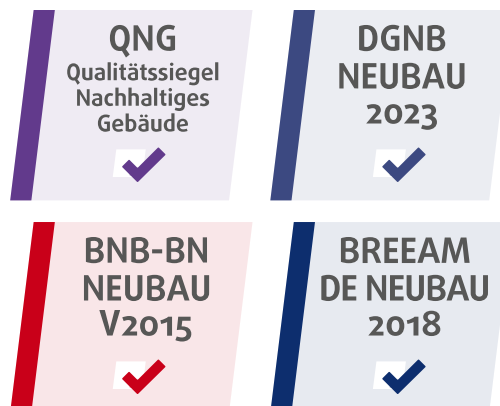 QNG
Qualitätssiegel
Nachhaltiges
Gebäude
DGNB
NEUBAU
2023
BNB-BN
NEUBAU
V2015
BREEAM
DE NEUBAU
2018